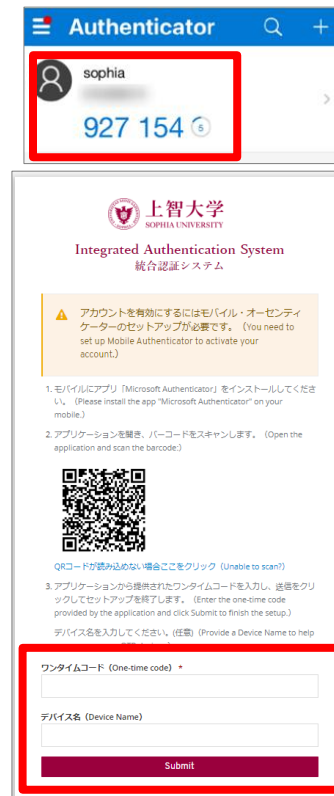 Authenticator
sophia
927 154 5
上智大学
SOPHIA UNIVERSITY
Integrated Authentication System
統合認証システム
アカウントを有効にするにはモバイル・オーセンティ
ケーターのセットアップが必要です。（You need to
set up Mobile Authenticator to activate your
account.)
1. モバイルにアプリ「Microsoft Authenticator」をインストールしてくださ
い。（Please install the app "Microsoft Authenticator" on your
mobile.)
2. アプリケーションを開き、バーコードをスキャンします。（Open the
application and scan the barcode:)
QRコードが読み込めない場合ここをクリック（Unable to scan?)
3. アプリケーションから提供されたワンタイムコードを入力し、送信をクリ
ックしてセットアップを終了します。（Enter the one-time code
provided by the application and click Submit to finish the setup.)
デバイス名を入力してください。(任意)（Provide a Device Name to help
ワンタイムコード（One-time code） *
デバイス名（Device Name）
Submit